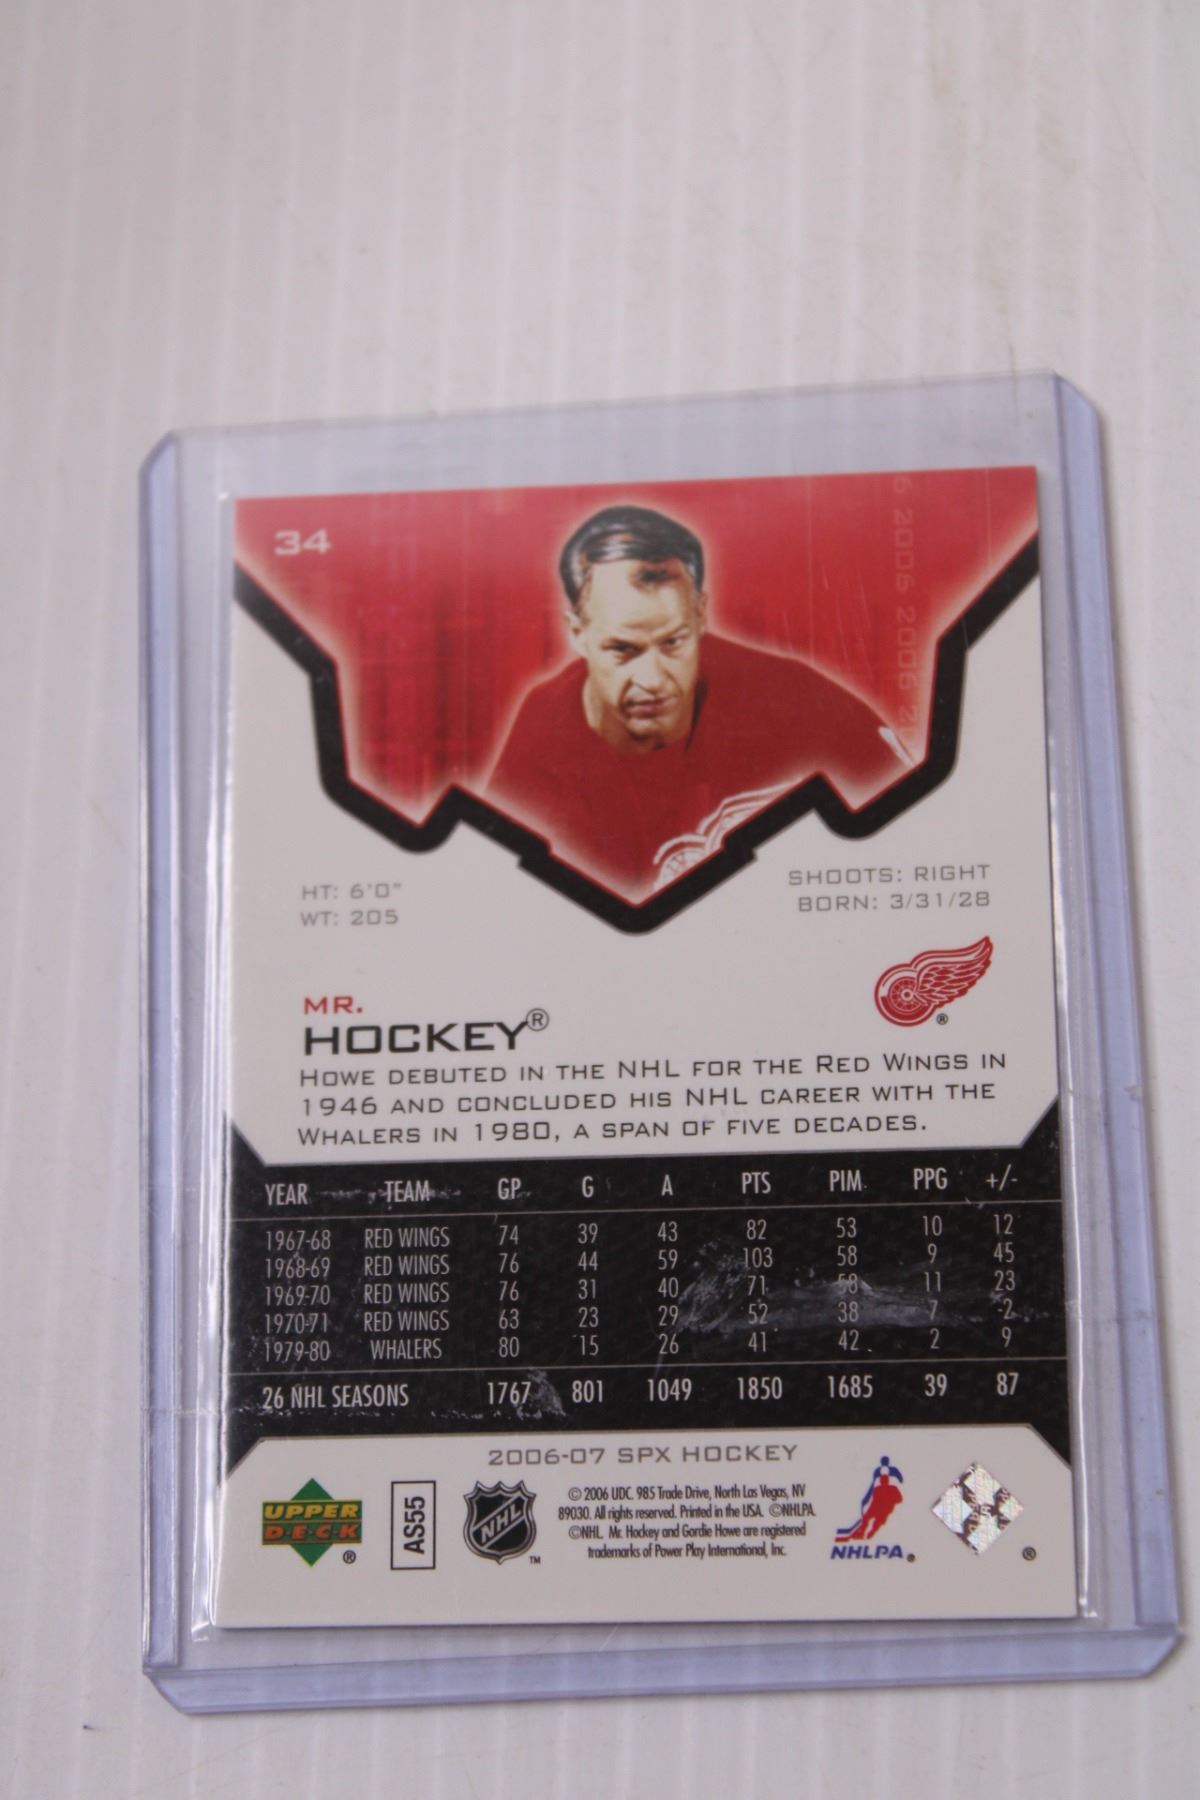 34
6 2006 2006 2006 2
HT: 6'0"
WT: 205
SHOOTS: RIGHT
BORN: 3/31/28
MR.
HOCKEY®
HOWE DEBUTED IN THE NHL FOR THE RED WINGS IN
1946 AND CONCLUDED HIS NHL CAREER WITH THE
WHALERS IN 1980, A SPAN OF FIVE DECADES.
YEAR TEAM GP G A PTS PIM PPG +/-
1967-68 RED WINGS 74 39 43 82 53 10 12
1968-69 RED WINGS 76 44 59 103 58 9 45
1969-70 RED WINGS 76 31 40 71 58 11 23
1970-71 RED WINGS 63 23 29 52 38 7 -2
1979-80 WHALERS 80 15 26 41 42 2 9
26 NHL SEASONS 1767 801 1049 1850 1685 39 87
2006-07 SPX HOCKEY
UPPER
DECK
®
AS55
NHL
™
© 2006 UDC. 985 Trade Drive, North Las Vegas, NV
89030. All rights reserved. Printed in the USA. ©NHLPA.
©NHL. Mr. Hockey and Gordie Howe are registered
trademarks of Power Play International, Inc.
NHLPA®
®